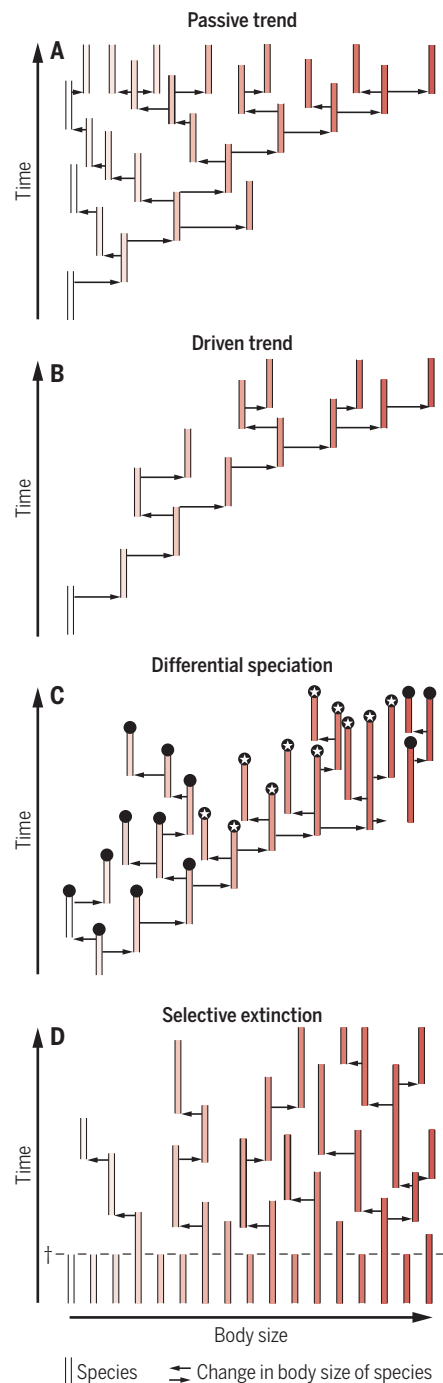 Passive trend
A
Time
Driven trend
B
Time
Differential speciation
C
Time
Selective extinction
D
Time
†
Body size
Species
Change in body size of species